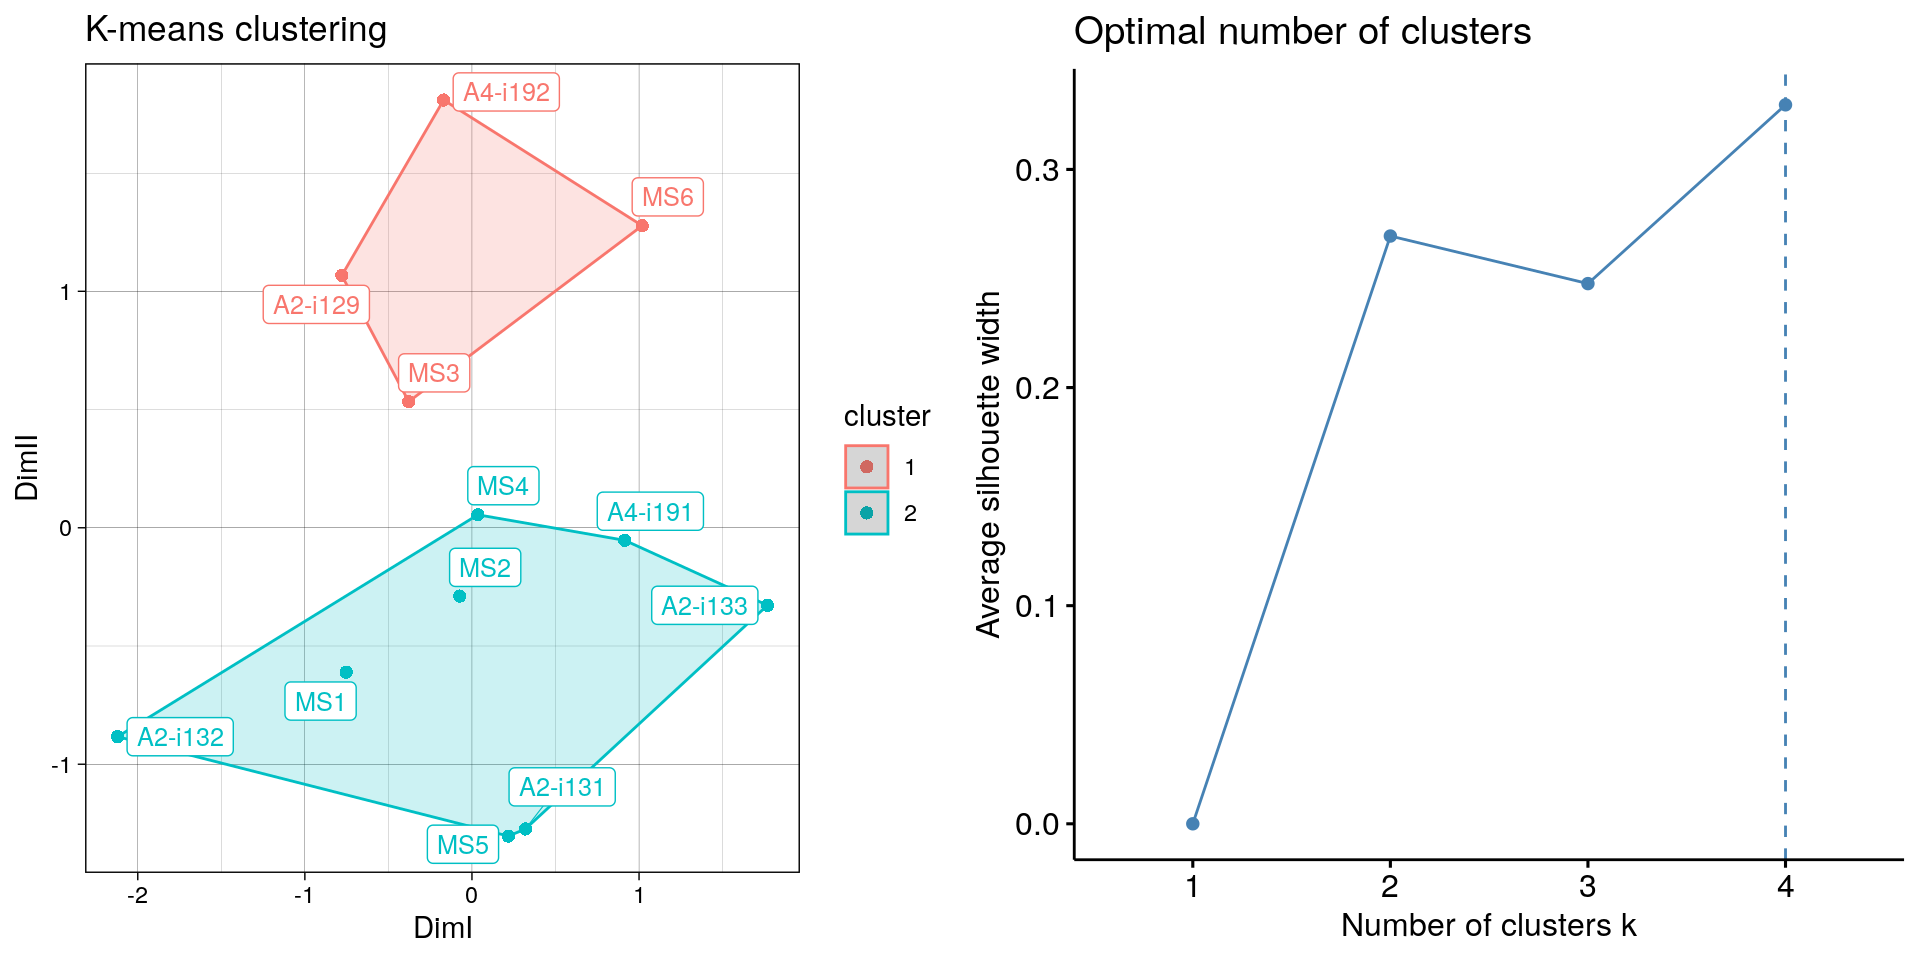 K-means clustering
A4-i192
MS6
A2-i129
MS3
MS4
A4-i191
MS2
A2-i133
MS1
A2-i132
A2-i131
MS5
1
0
-1
-2
-1
0
1
DimI
DimII
cluster
1
2
Optimal number of clusters
0.3
0.2
0.1
0.0
1
2
3
4
Number of clusters k
Average silhouette width